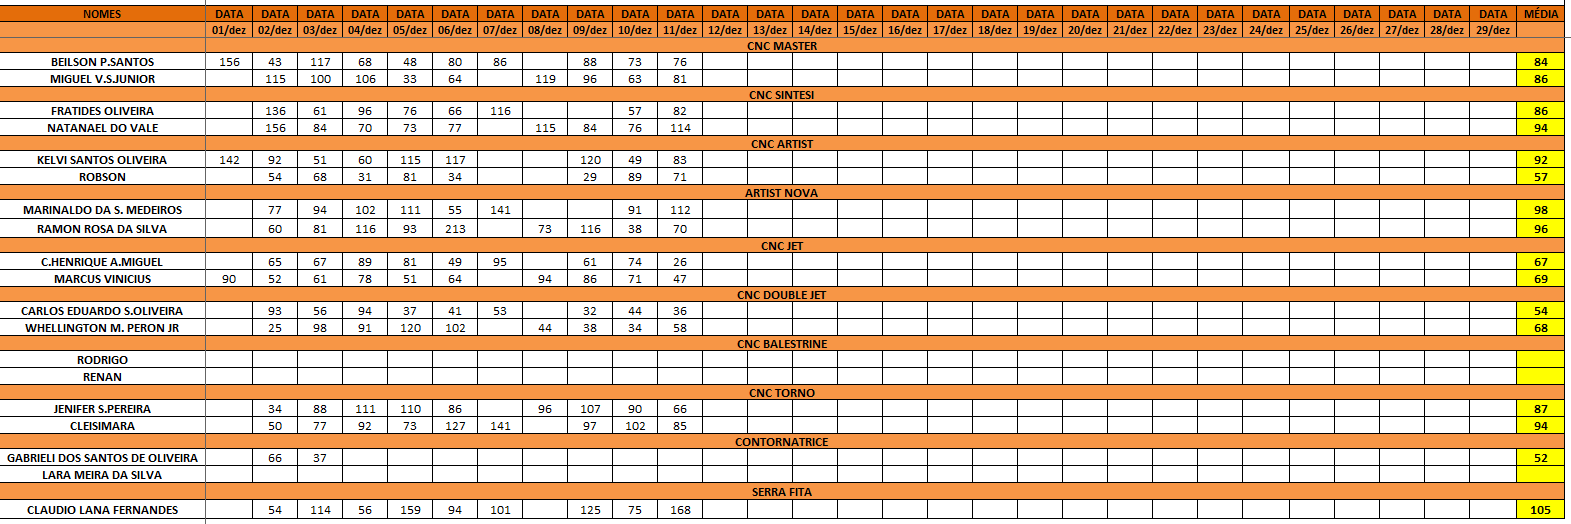 NOMES DATA DATA DATA DATA DATA DATA DATA DATA DATA DATA DATA DATA DATA DATA DATA DATA DATA DATA DATA DATA DATA DATA DATA DATA DATA DATA DATA DATA DATA MÉDIA
01/dez 02/dez 03/dez 04/dez 05/dez 06/dez 07/dez 08/dez 09/dez 10/dez 11/dez 12/dez 13/dez 14/dez 15/dez 16/dez 17/dez 18/dez 19/dez 20/dez 21/dez 22/dez 23/dez 24/dez 25/dez 26/dez 27/dez 28/dez 29/dez
CNC MASTER
BEILSON P.SANTOS 156 43 117 68 48 80 86 88 73 76 84
MIGUEL V.S.JUNIOR 115 100 106 33 64 119 96 63 81 86
CNC SINTESI
FRATIDES OLIVEIRA 136 61 96 76 66 116 57 82 86
NATANAEL DO VALE 156 84 70 73 77 115 84 76 114 94
CNC ARTIST
KELVI SANTOS OLIVEIRA 142 92 51 60 115 117 120 49 83 92
ROBSON 54 68 31 81 34 29 89 71 57
ARTIST NOVA
MARINALDO DA S. MEDEIROS 77 94 102 111 55 141 91 112 98
RAMON ROSA DA SILVA 60 81 116 93 213 73 116 38 70 96
CNC JET
C.HENRIQUE A.MIGUEL 65 67 89 81 49 95 61 74 26 67
MARCUS VINICIUS 90 52 61 78 51 64 94 86 71 47 69
CNC DOUBLE JET
CARLOS EDUARDO S.OLIVEIRA 93 56 94 37 41 53 32 44 36 54
WHELLINGTON M. PERON JR 25 98 91 120 102 44 38 34 58 68
CNC BALESTRINE
RODRIGO
RENAN
CNC TORNO
JENIFER S.PEREIRA 34 88 111 110 86 96 107 90 66 87
CLEISIMARA 50 77 92 73 127 141 97 102 85 94
CONTORNATRICE
GABRIELI DOS SANTOS DE OLIVEIRA 66 37 52
LARA MEIRA DA SILVA
SERRA FITA
CLAUDIO LANA FERNANDES 54 114 56 159 94 101 125 75 168 105